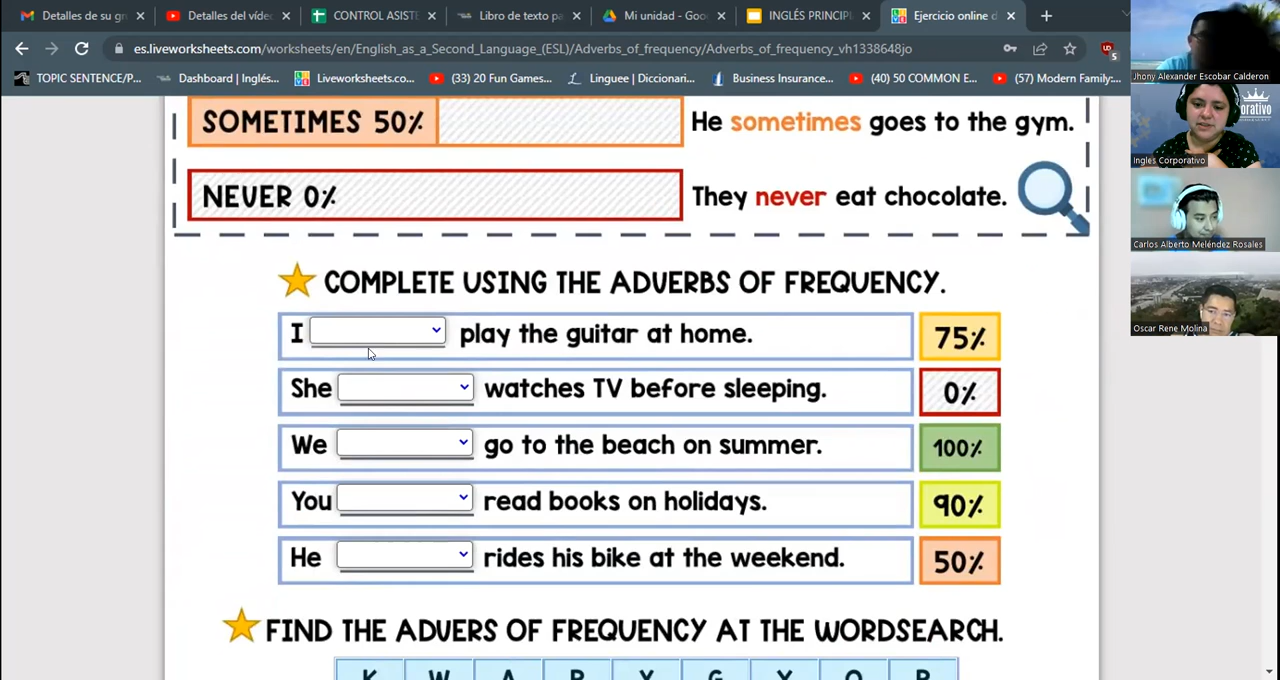 Detalles de su gr
Detalles del víde
CONTROL ASIST
Libro de texto pa
Mi unidad - Goo
INGLÉS PRINCIPI
Ejercicio online d
es.liveworksheets.com/worksheets/en/English_as_a_Second_Language_(ESL)/Adverbs_of_frequency/Adverbs_of_frequency_vh1338648jo
5
TOPIC SENTENCE/P...
Dashboard | Inglés...
Liveworksheets.co...
(33) 20 Fun Games...
Linguee | Diccionari...
Business Insurance...
(40) 50 COMMON E...
(57) Modern Family:...
Jhony Alexander Escobar Calderon
orativo
Ingles Corporativo
Carlos Alberto Meléndez Rosales
Oscar Rene Molina
SOMETIMES 50%
He sometimes goes to the gym.
NEVER 0%
They never eat chocolate.
COMPLETE USING THE ADVERBS OF FREQUENCY.
I play the guitar at home. 75%
She watches TV before sleeping. 0%
We go to the beach on summer. 100%
You read books on holidays. 90%
He rides his bike at the weekend. 50%
FIND THE ADVERS OF FREQUENCY AT THE WORDSEARCH.